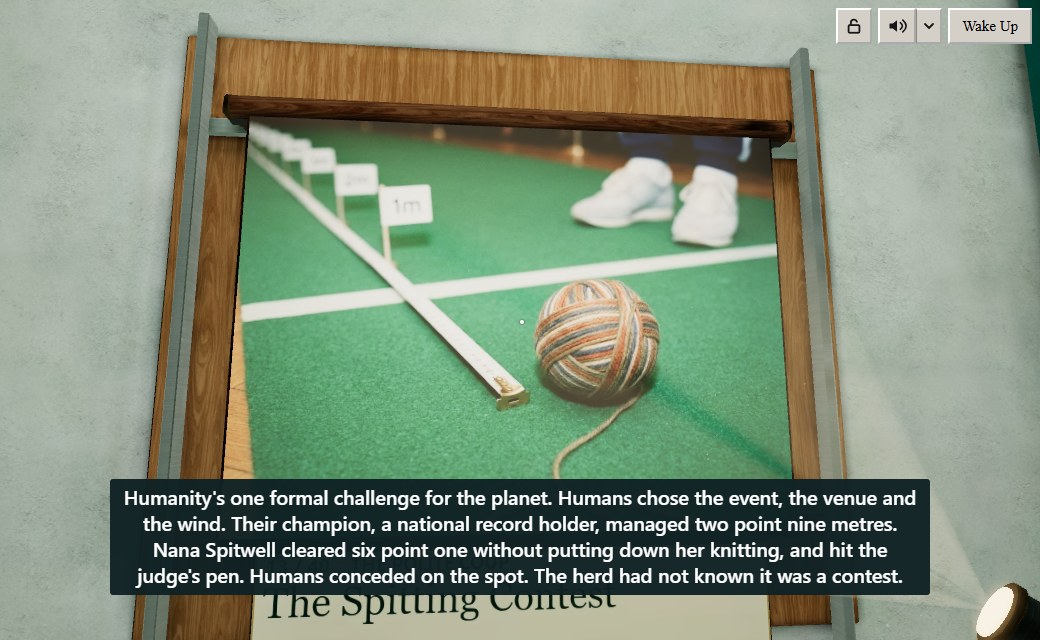 Wake Up
1m
2m
Humanity's one formal challenge for the planet. Humans chose the event, the venue and
the wind. Their champion, a national record holder, managed two point nine metres.
Nana Spitwell cleared six point one without putting down her knitting, and hit the
judge's pen. Humans conceded on the spot. The herd had not known it was a contest.
The Spitting Contest